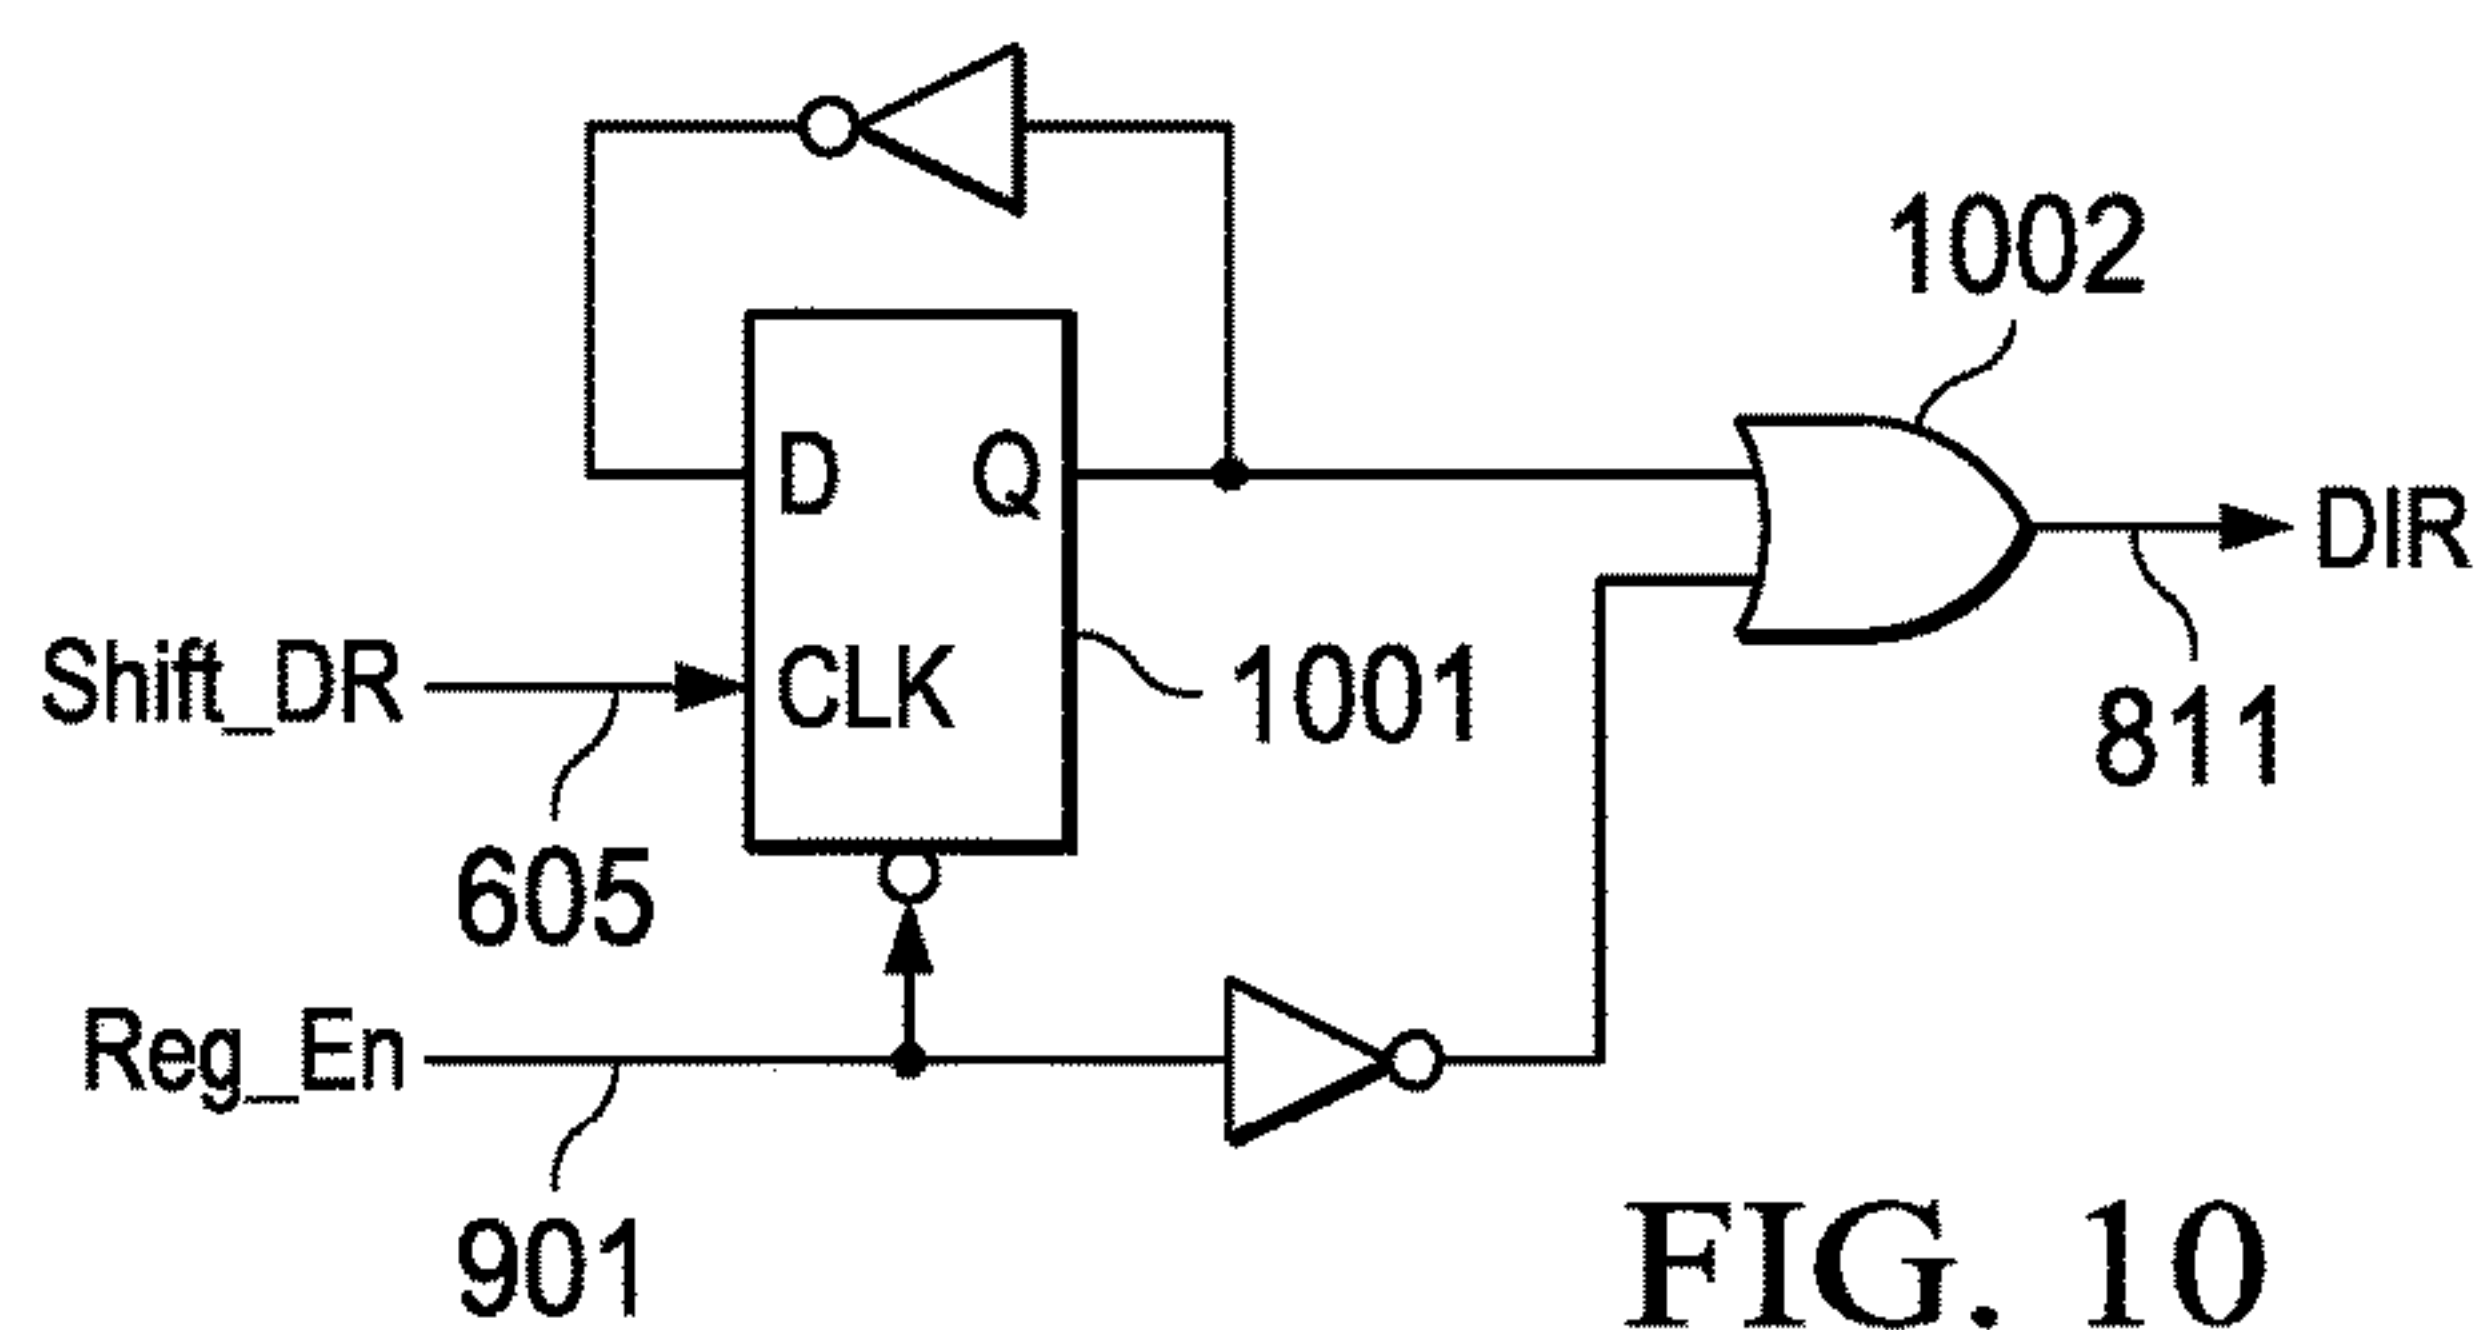 1002
D Q
DIR
Shift_DR
CLK
1001
811
605
Reg_En
901
FIG. 10